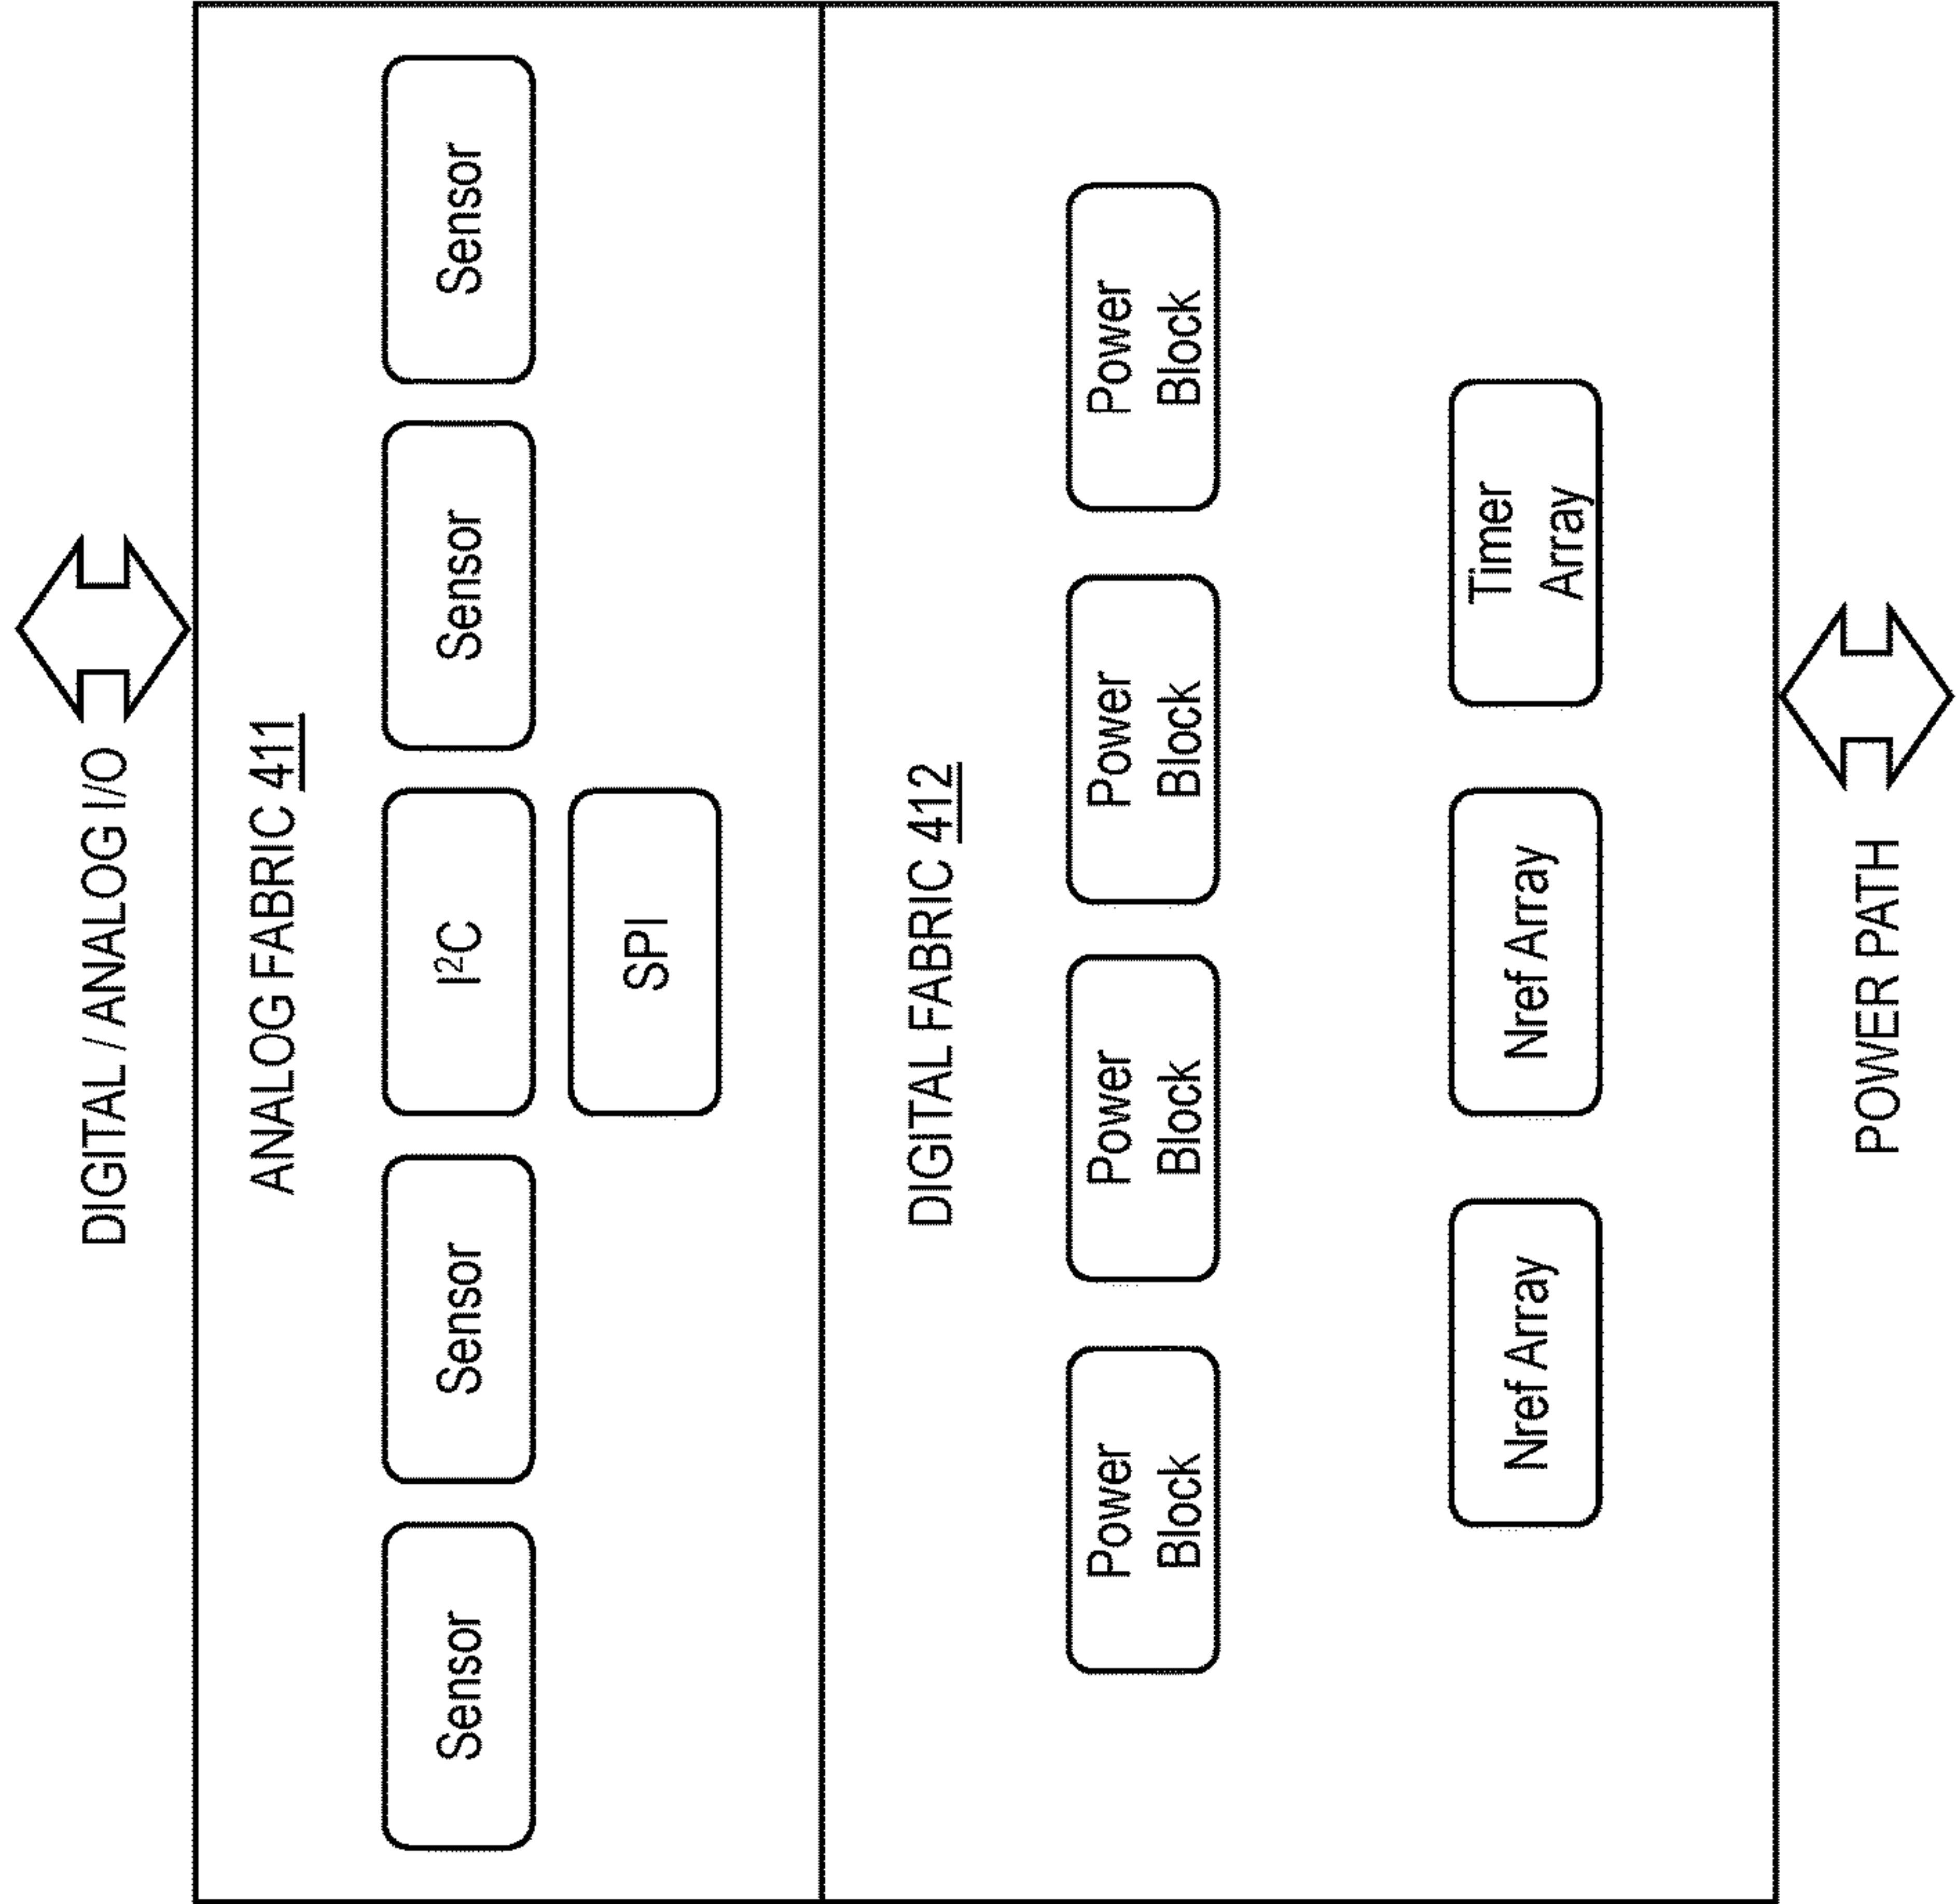 DIGITAL / ANALOG I/O
ANALOG FABRIC 411
Sensor
Sensor
I²C
Sensor
Sensor
SPI
DIGITAL FABRIC 412
Power
Block
Power
Block
Power
Block
Power
Block
Nref Array
Nref Array
Timer
Array
POWER PATH